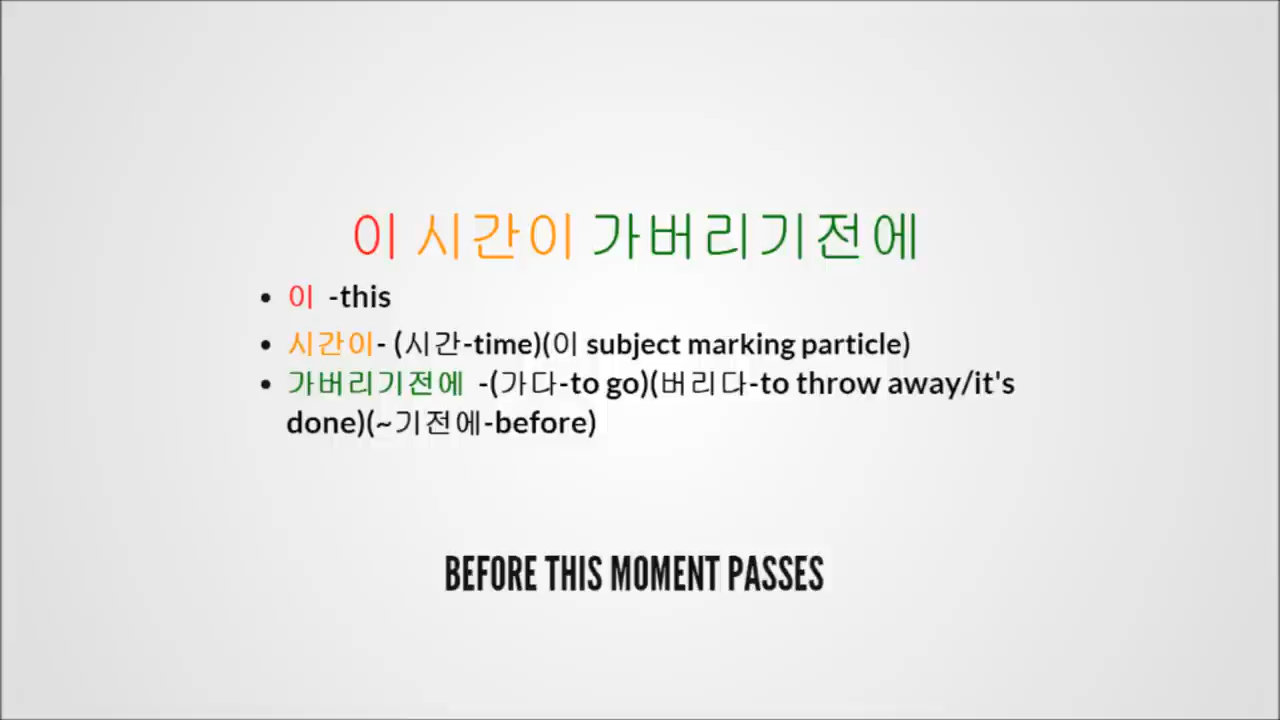 이 시간이 가버리기전에
• 이 -this
• 시간이- (시간-time)(이 subject marking particle)
• 가버리기전에 -(가다-to go)(버리다-to throw away/it's
done)(~기전에-before)
BEFORE THIS MOMENT PASSES